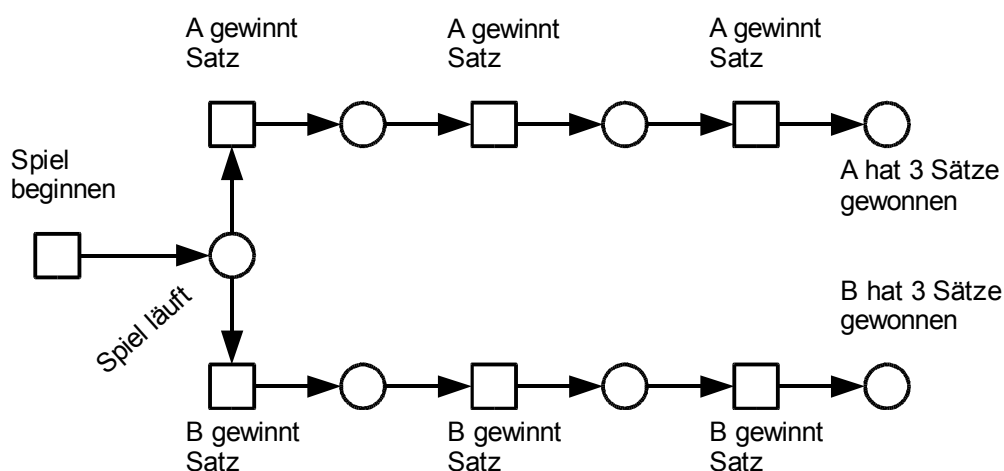 A gewinnt
Satz
A gewinnt
Satz
A gewinnt
Satz
Spiel
beginnen
A hat 3 Sätze
gewonnen
Spiel läuft
B hat 3 Sätze
gewonnen
B gewinnt
Satz
B gewinnt
Satz
B gewinnt
Satz